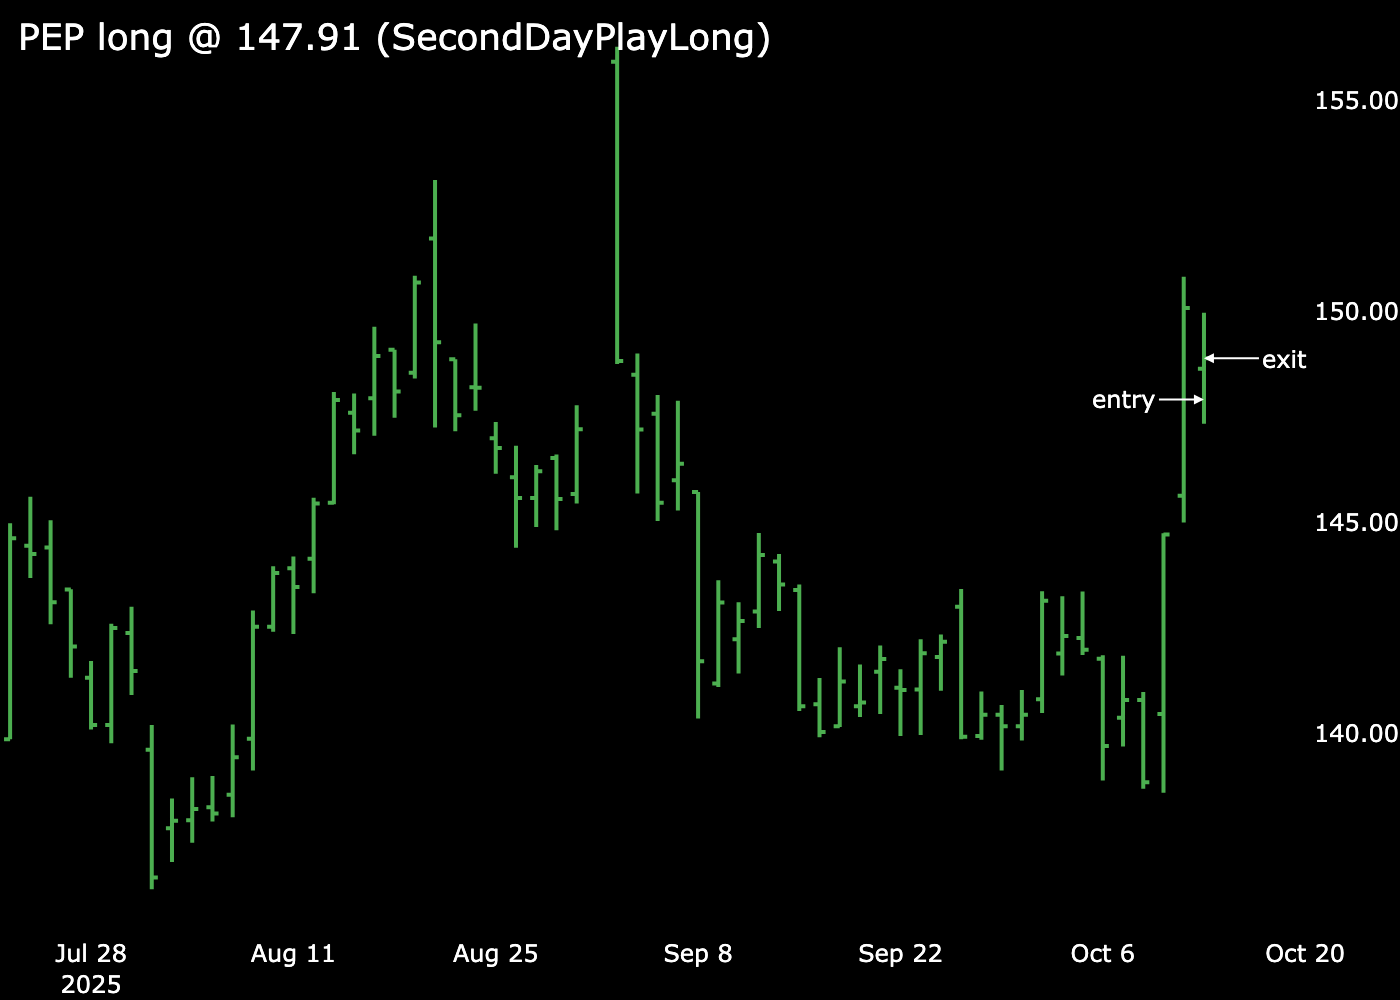 PEP long @ 147.91 (SecondDayPlayLong)
155.00
150.00
exit
entry
145.00
140.00
Jul 28 Aug 11 Aug 25 Sep 8 Sep 22 Oct 6 Oct 20
2025